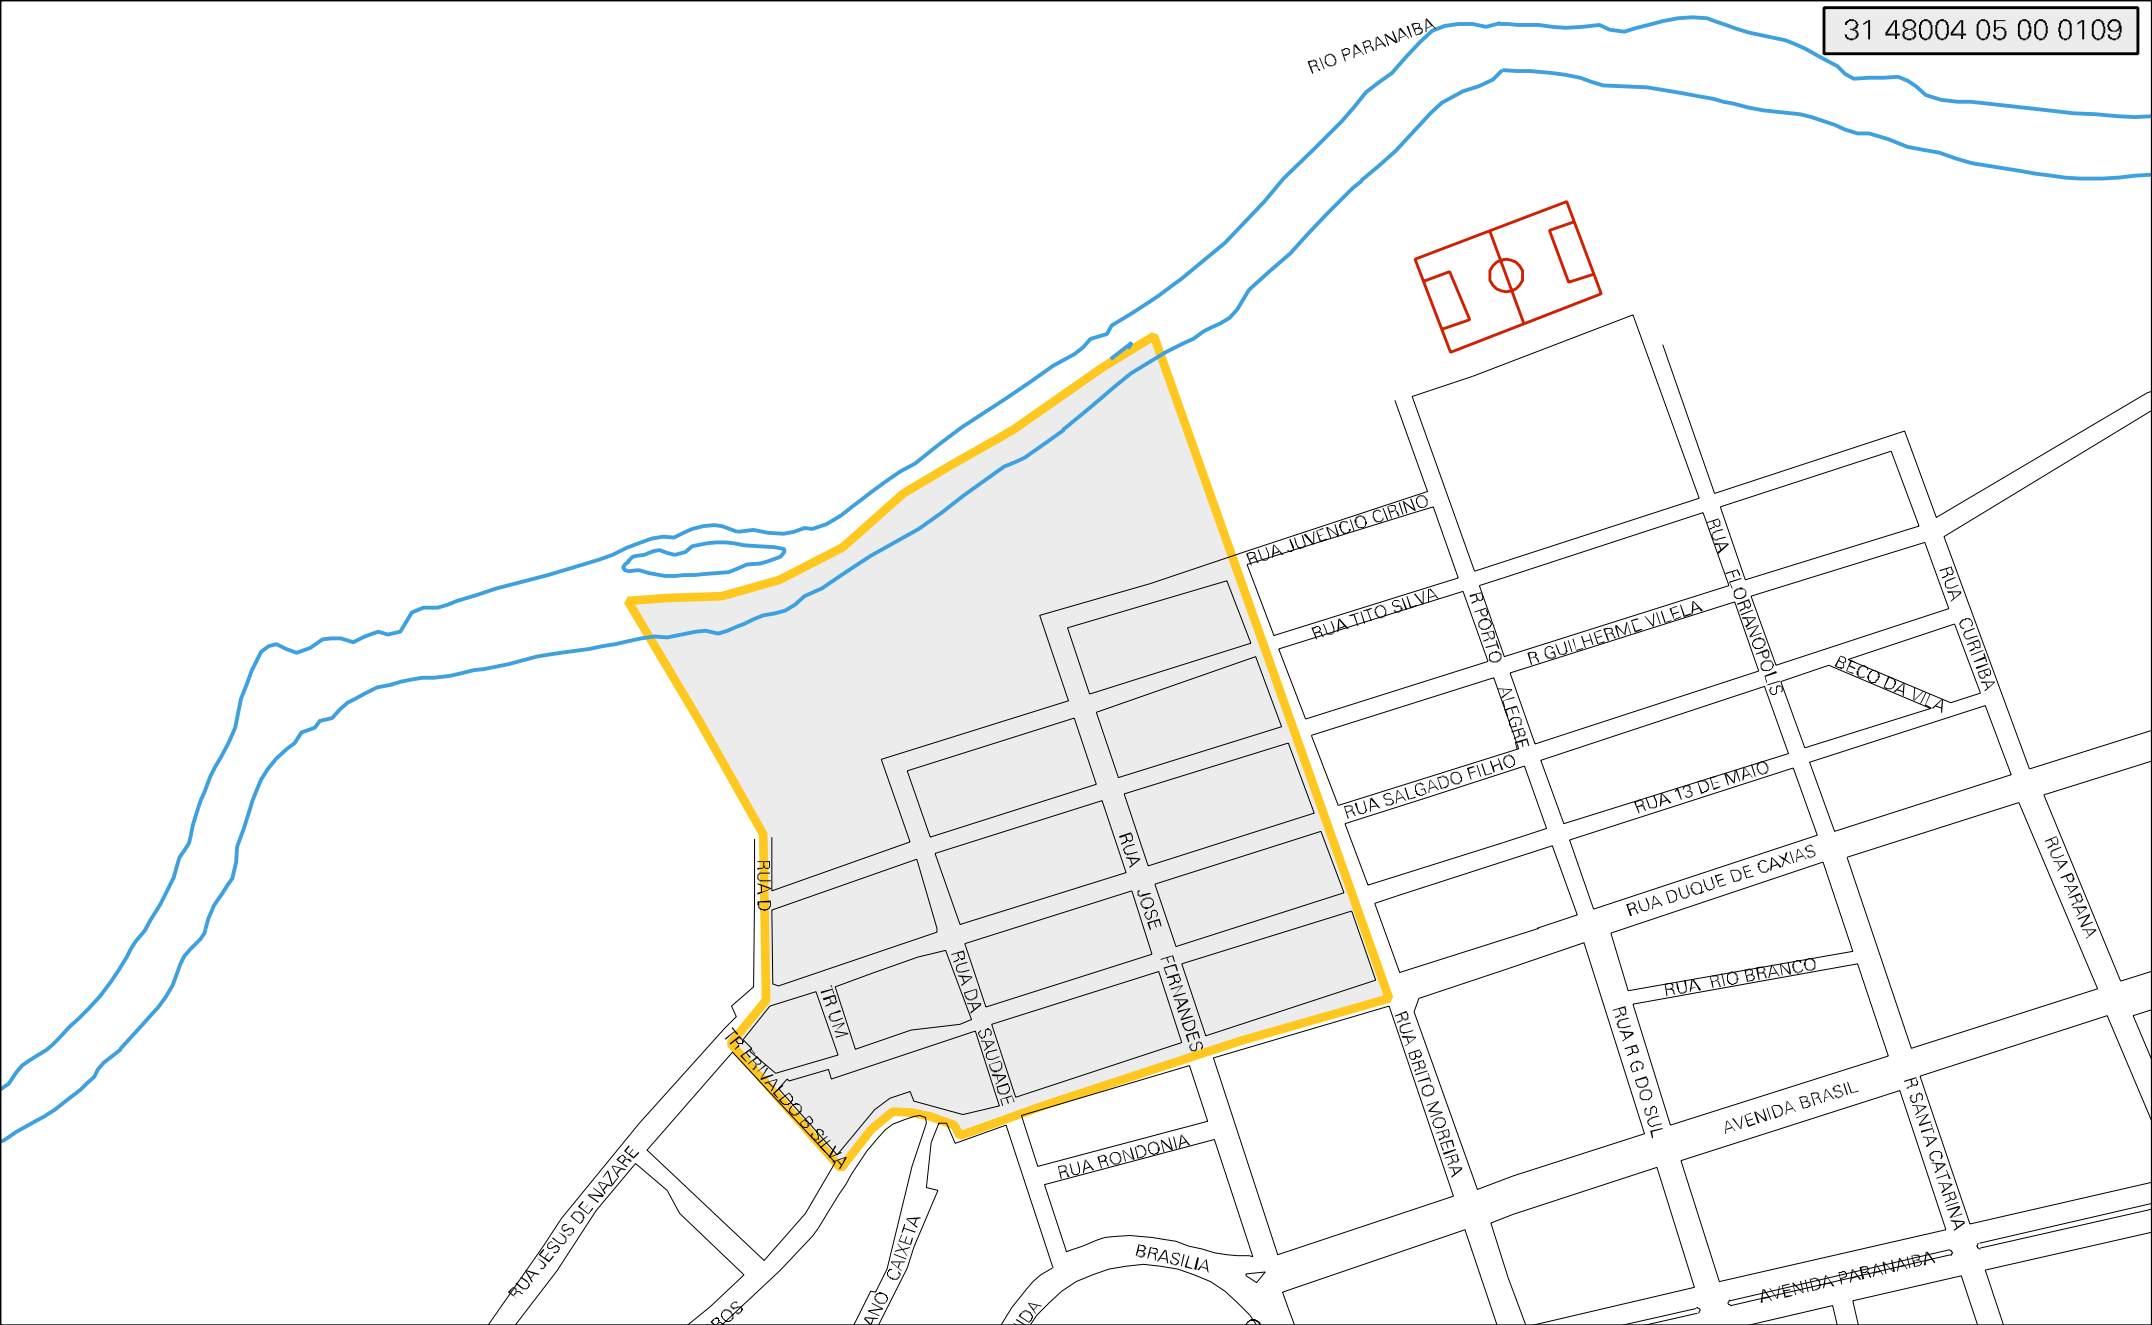 31 48004 05 00 0109
RIO PARANAIBA
RUA JUVENCIO CIRINO
RUA TITO SILVA
R PORTO ALEGRE
R GUILHERME VILELA
RUA FLORIANOPOLIS
RUA CURITIBA
BECO DA VILA
RUA SALGADO FILHO
RUA 13 DE MAIO
RUA DUQUE DE CAXIAS
RUA PARANA
RUA D
RUA JOSE FERNANDES
RUA DA SAUDADE
TR UM
TR ERIVALDO B SILVA
RUA RIO BRANCO
RUA BRITO MOREIRA
RUA R G DO SUL
AVENIDA BRASIL
R SANTA CATARINA
RUA RONDONIA
RUA JESUS DE NAZARE
CAIXETA
BRASILIA
AVENIDA PARANAIBA